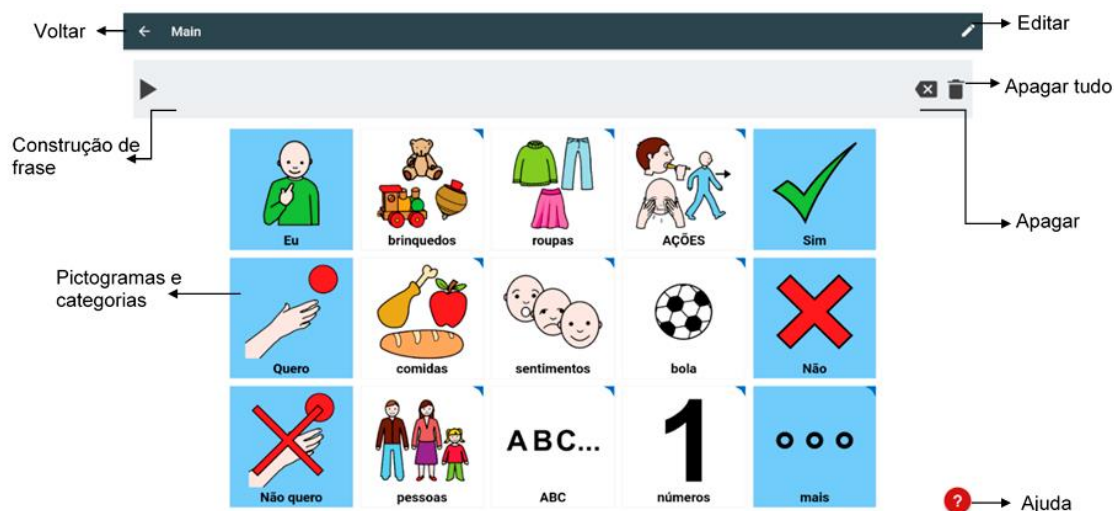 Voltar
Main
Editar
Apagar tudo
Construção de
frase
Apagar
Eu
brinquedos
roupas
AÇÕES
Sim
Pictogramas e
categorias
Quero
comidas
sentimentos
bola
Não
ABC...
1
Não quero
pessoas
ABC
números
mais
?
Ajuda